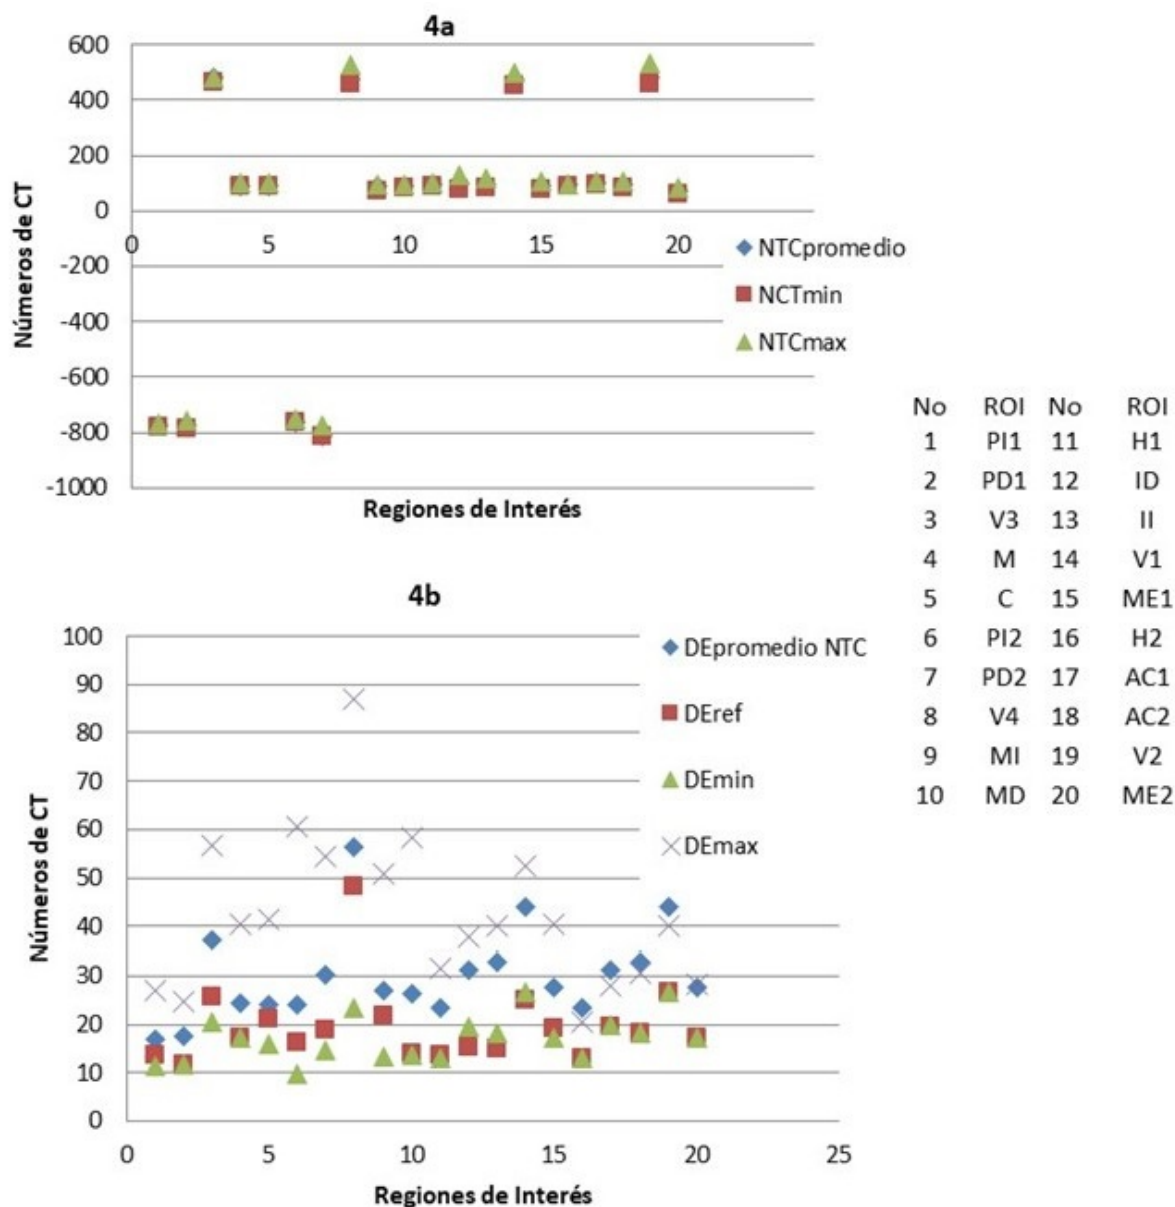 4a
600
400
200
0
-200
-400
-600
-800
-1000
0 5 10 15 20
Números de CT
Regiones de Interés
NTCpromedio
NCTmin
NTCmax
No ROI No ROI
1 PI1 11 H1
2 PD1 12 ID
3 V3 13 II
4 M 14 V1
5 C 15 ME1
6 PI2 16 H2
7 PD2 17 AC1
8 V4 18 AC2
9 MI 19 V2
10 MD 20 ME2
4b
100
90
80
70
60
50
40
30
20
10
0
0 5 10 15 20 25
Números de CT
Regiones de Interés
DEpromedio NTC
DEref
DEmin
DEmax